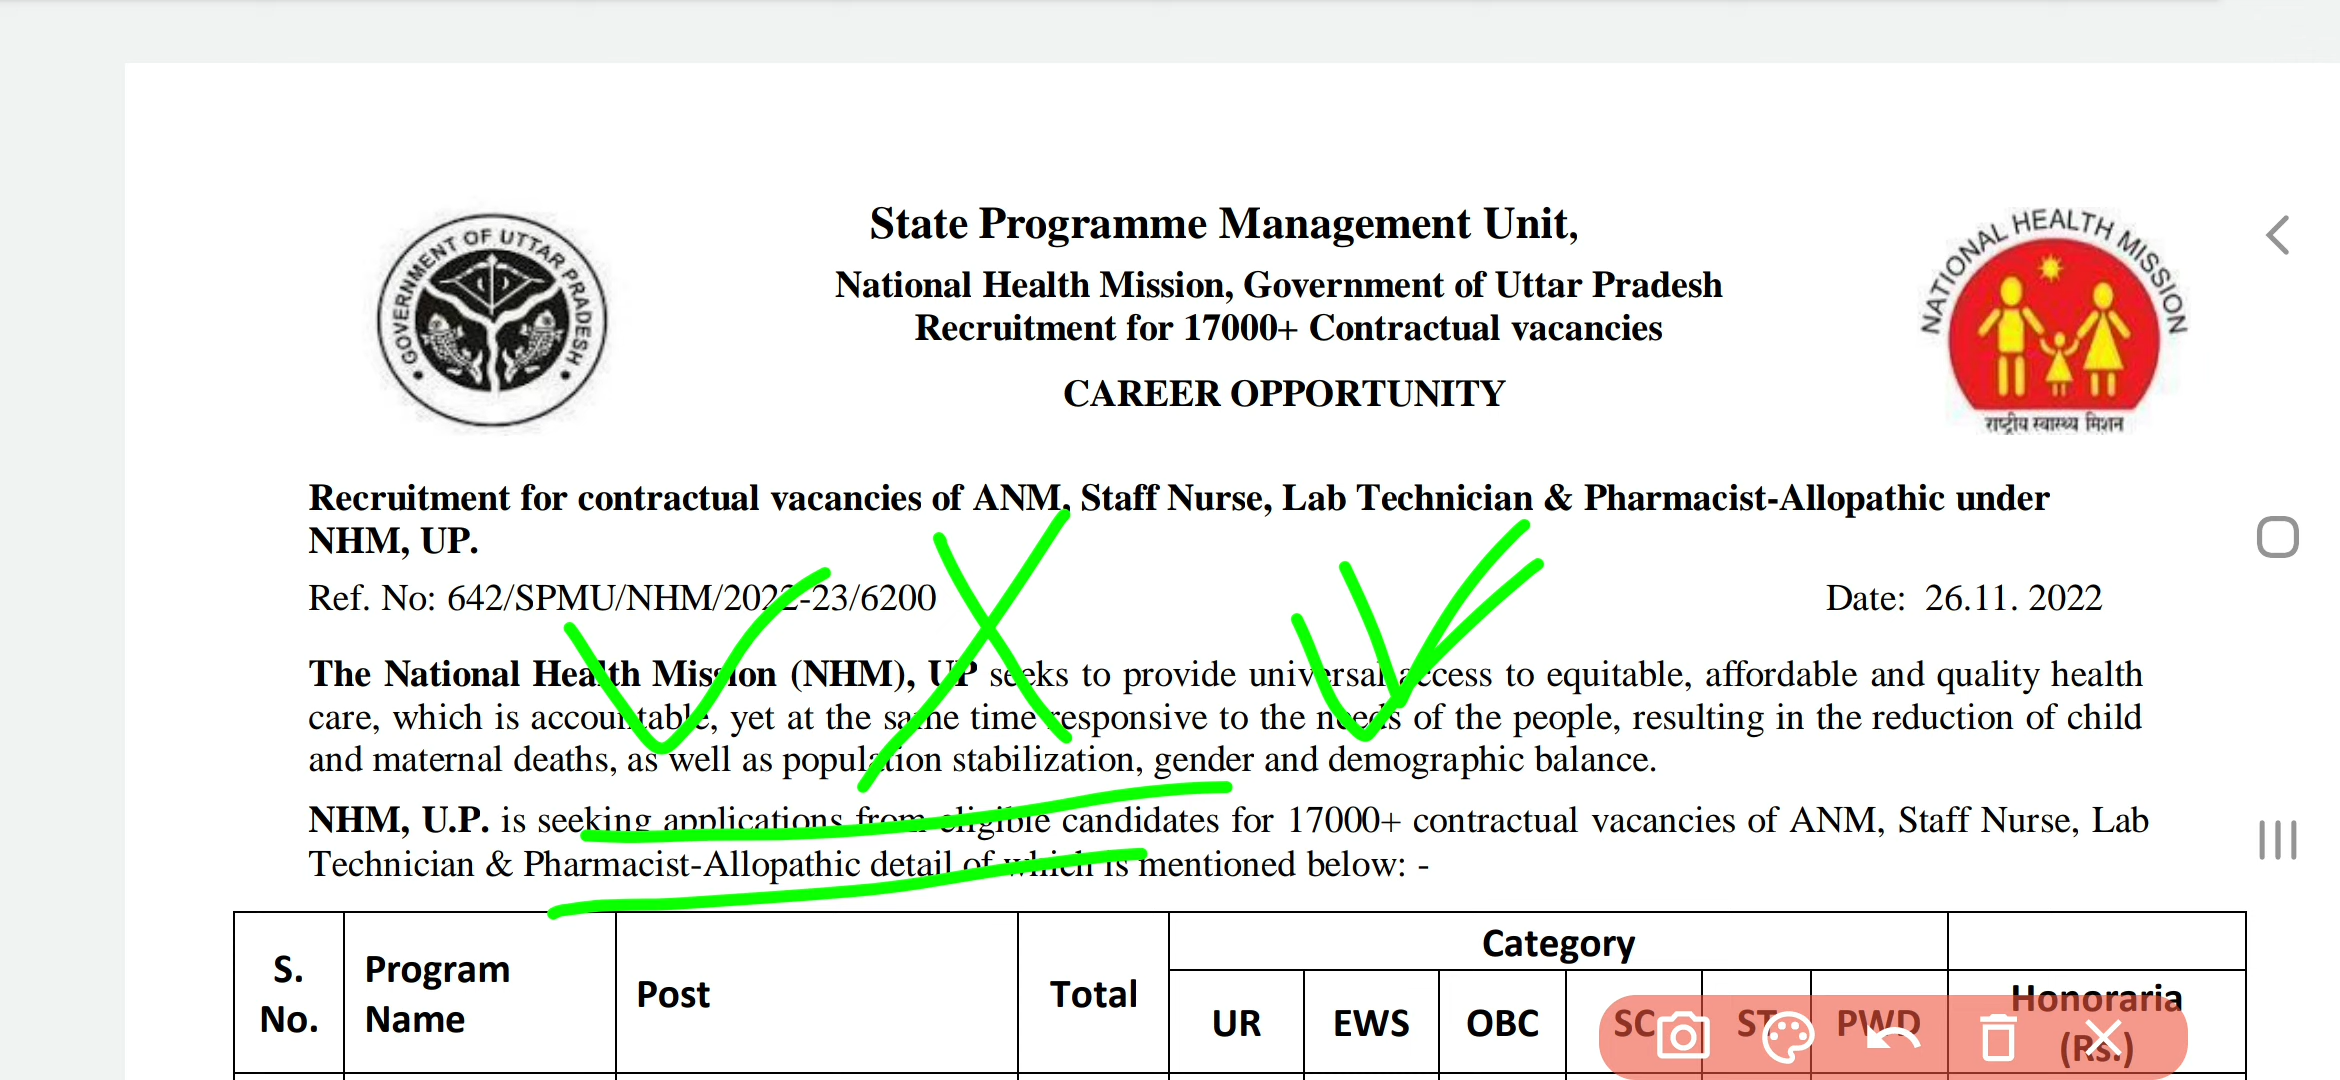 GOVERNMENT OF UTTAR PRADESH
State Programme Management Unit,
National Health Mission, Government of Uttar Pradesh
Recruitment for 17000+ Contractual vacancies
CAREER OPPORTUNITY
NATIONAL HEALTH MISSION
राष्ट्रीय स्वास्थ्य मिशन
Recruitment for contractual vacancies of ANM, Staff Nurse, Lab Technician & Pharmacist-Allopathic under
NHM, UP.
Ref. No: 642/SPMU/NHM/2022-23/6200 Date: 26.11. 2022
The National Health Mission (NHM), UP seeks to provide universal access to equitable, affordable and quality health
care, which is accountable, yet at the same time responsive to the needs of the people, resulting in the reduction of child
and maternal deaths, as well as population stabilization, gender and demographic balance.
NHM, U.P. is seeking applications from eligible candidates for 17000+ contractual vacancies of ANM, Staff Nurse, Lab
Technician & Pharmacist-Allopathic detail of which is mentioned below: -
S. No. Program Name Post Total Category
UR EWS OBC SC ST PWD Honoraria (Rs.)